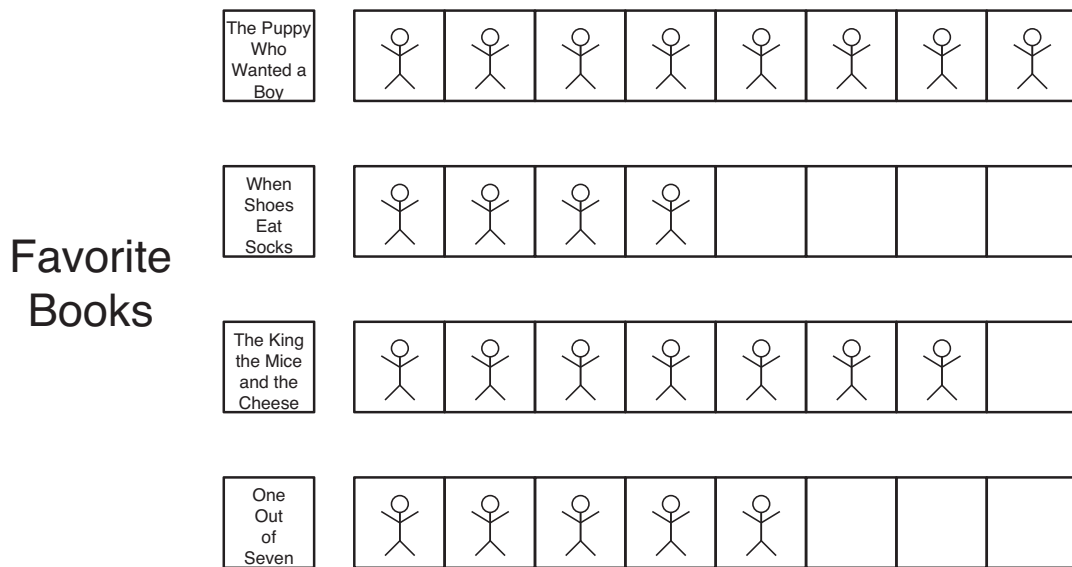 Favorite
Books
The Puppy
Who
Wanted a
Boy
When
Shoes
Eat
Socks
The King
the Mice
and the
Cheese
One
Out
of
Seven